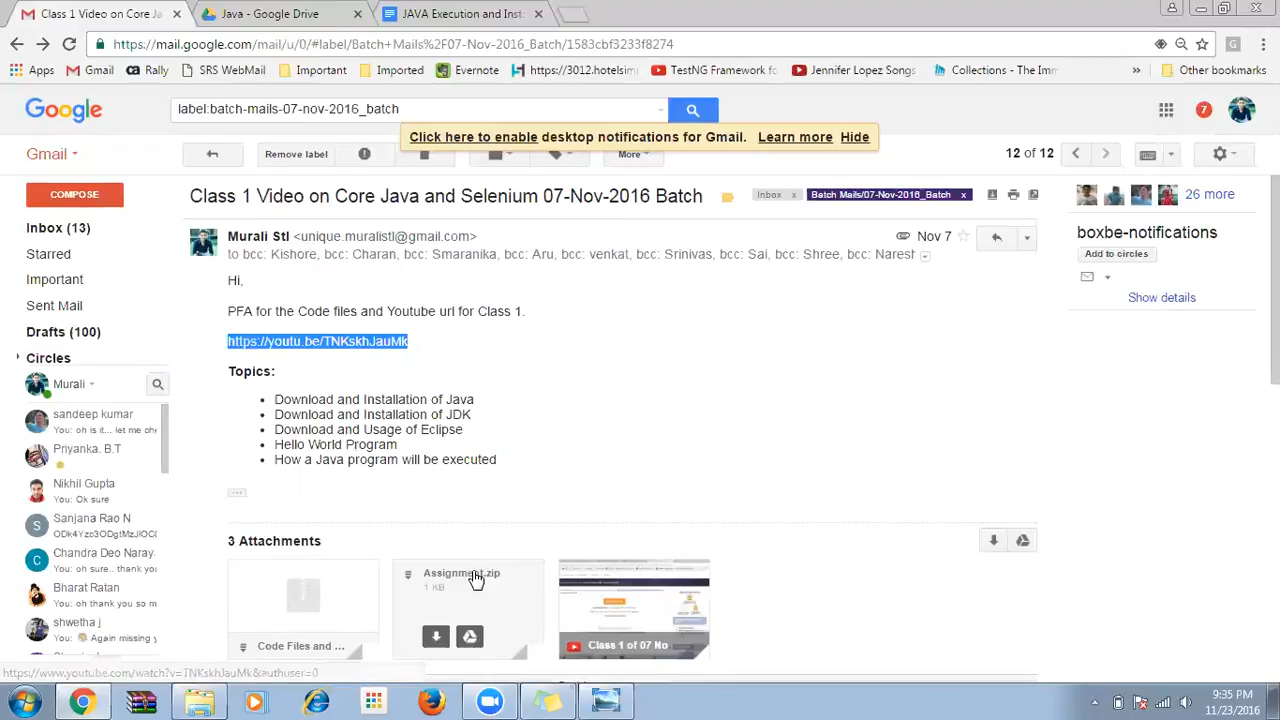 Class 1 Video on Core Ja
Java - Google Drive
JAVA Execution and Inst
https://mail.google.com/mail/u/0/#label/Batch+Mails%2F07-Nov-2016_Batch/1583cbf3233f8274
Apps Gmail Rally SRS WebMail Important Imported Evernote https://3012.hotelsim TestNG Framework fo Jennifer Lopez Songs Collections - The Imm » Other bookmarks
Google
label:batch-mails-07-nov-2016_batch
7
Click here to enable desktop notifications for Gmail. Learn more Hide
Gmail
Remove label
More
12 of 12
COMPOSE
Class 1 Video on Core Java and Selenium 07-Nov-2016 Batch
Inbox x
Batch Mails/07-Nov-2016_Batch x
26 more
Inbox (13)
Starred
Important
Sent Mail
Drafts (100)
Circles
Murali
sandeep kumar
You: oh is it... let me che
Priyanka. B.T
Nikhil Gupta
You: Ok sure
Sanjana Rao N
ODk4Yzc3ODgtMzJlOC
Chandra Deo Naray
You: oh sure.. thank yo
Bharat Ratan
You: oh thank you so m
shwetha j
You: Again missing y
Murali Stl <unique.muralistl@gmail.com>
Nov 7
to bcc: Kishore, bcc: Charan, bcc: Smaranika, bcc: Aru, bcc: venkat, bcc: Srinivas, bcc: Sai, bcc: Shree, bcc: Naresh
Hi,
PFA for the Code files and Youtube url for Class 1.
https://youtu.be/TNKskhJauMk
Topics:
• Download and Installation of Java
• Download and Installation of JDK
• Download and Usage of Eclipse
• Hello World Program
• How a Java program will be executed
...
3 Attachments
Code Files and ...
Assignment.zip
1 KB
Class 1 of 07 No
boxbe-notifications
Add to circles
Show details
https://www.youtube.com/watch?v=TNKskhJauMk&authuser=0
9:35 PM
11/23/2016